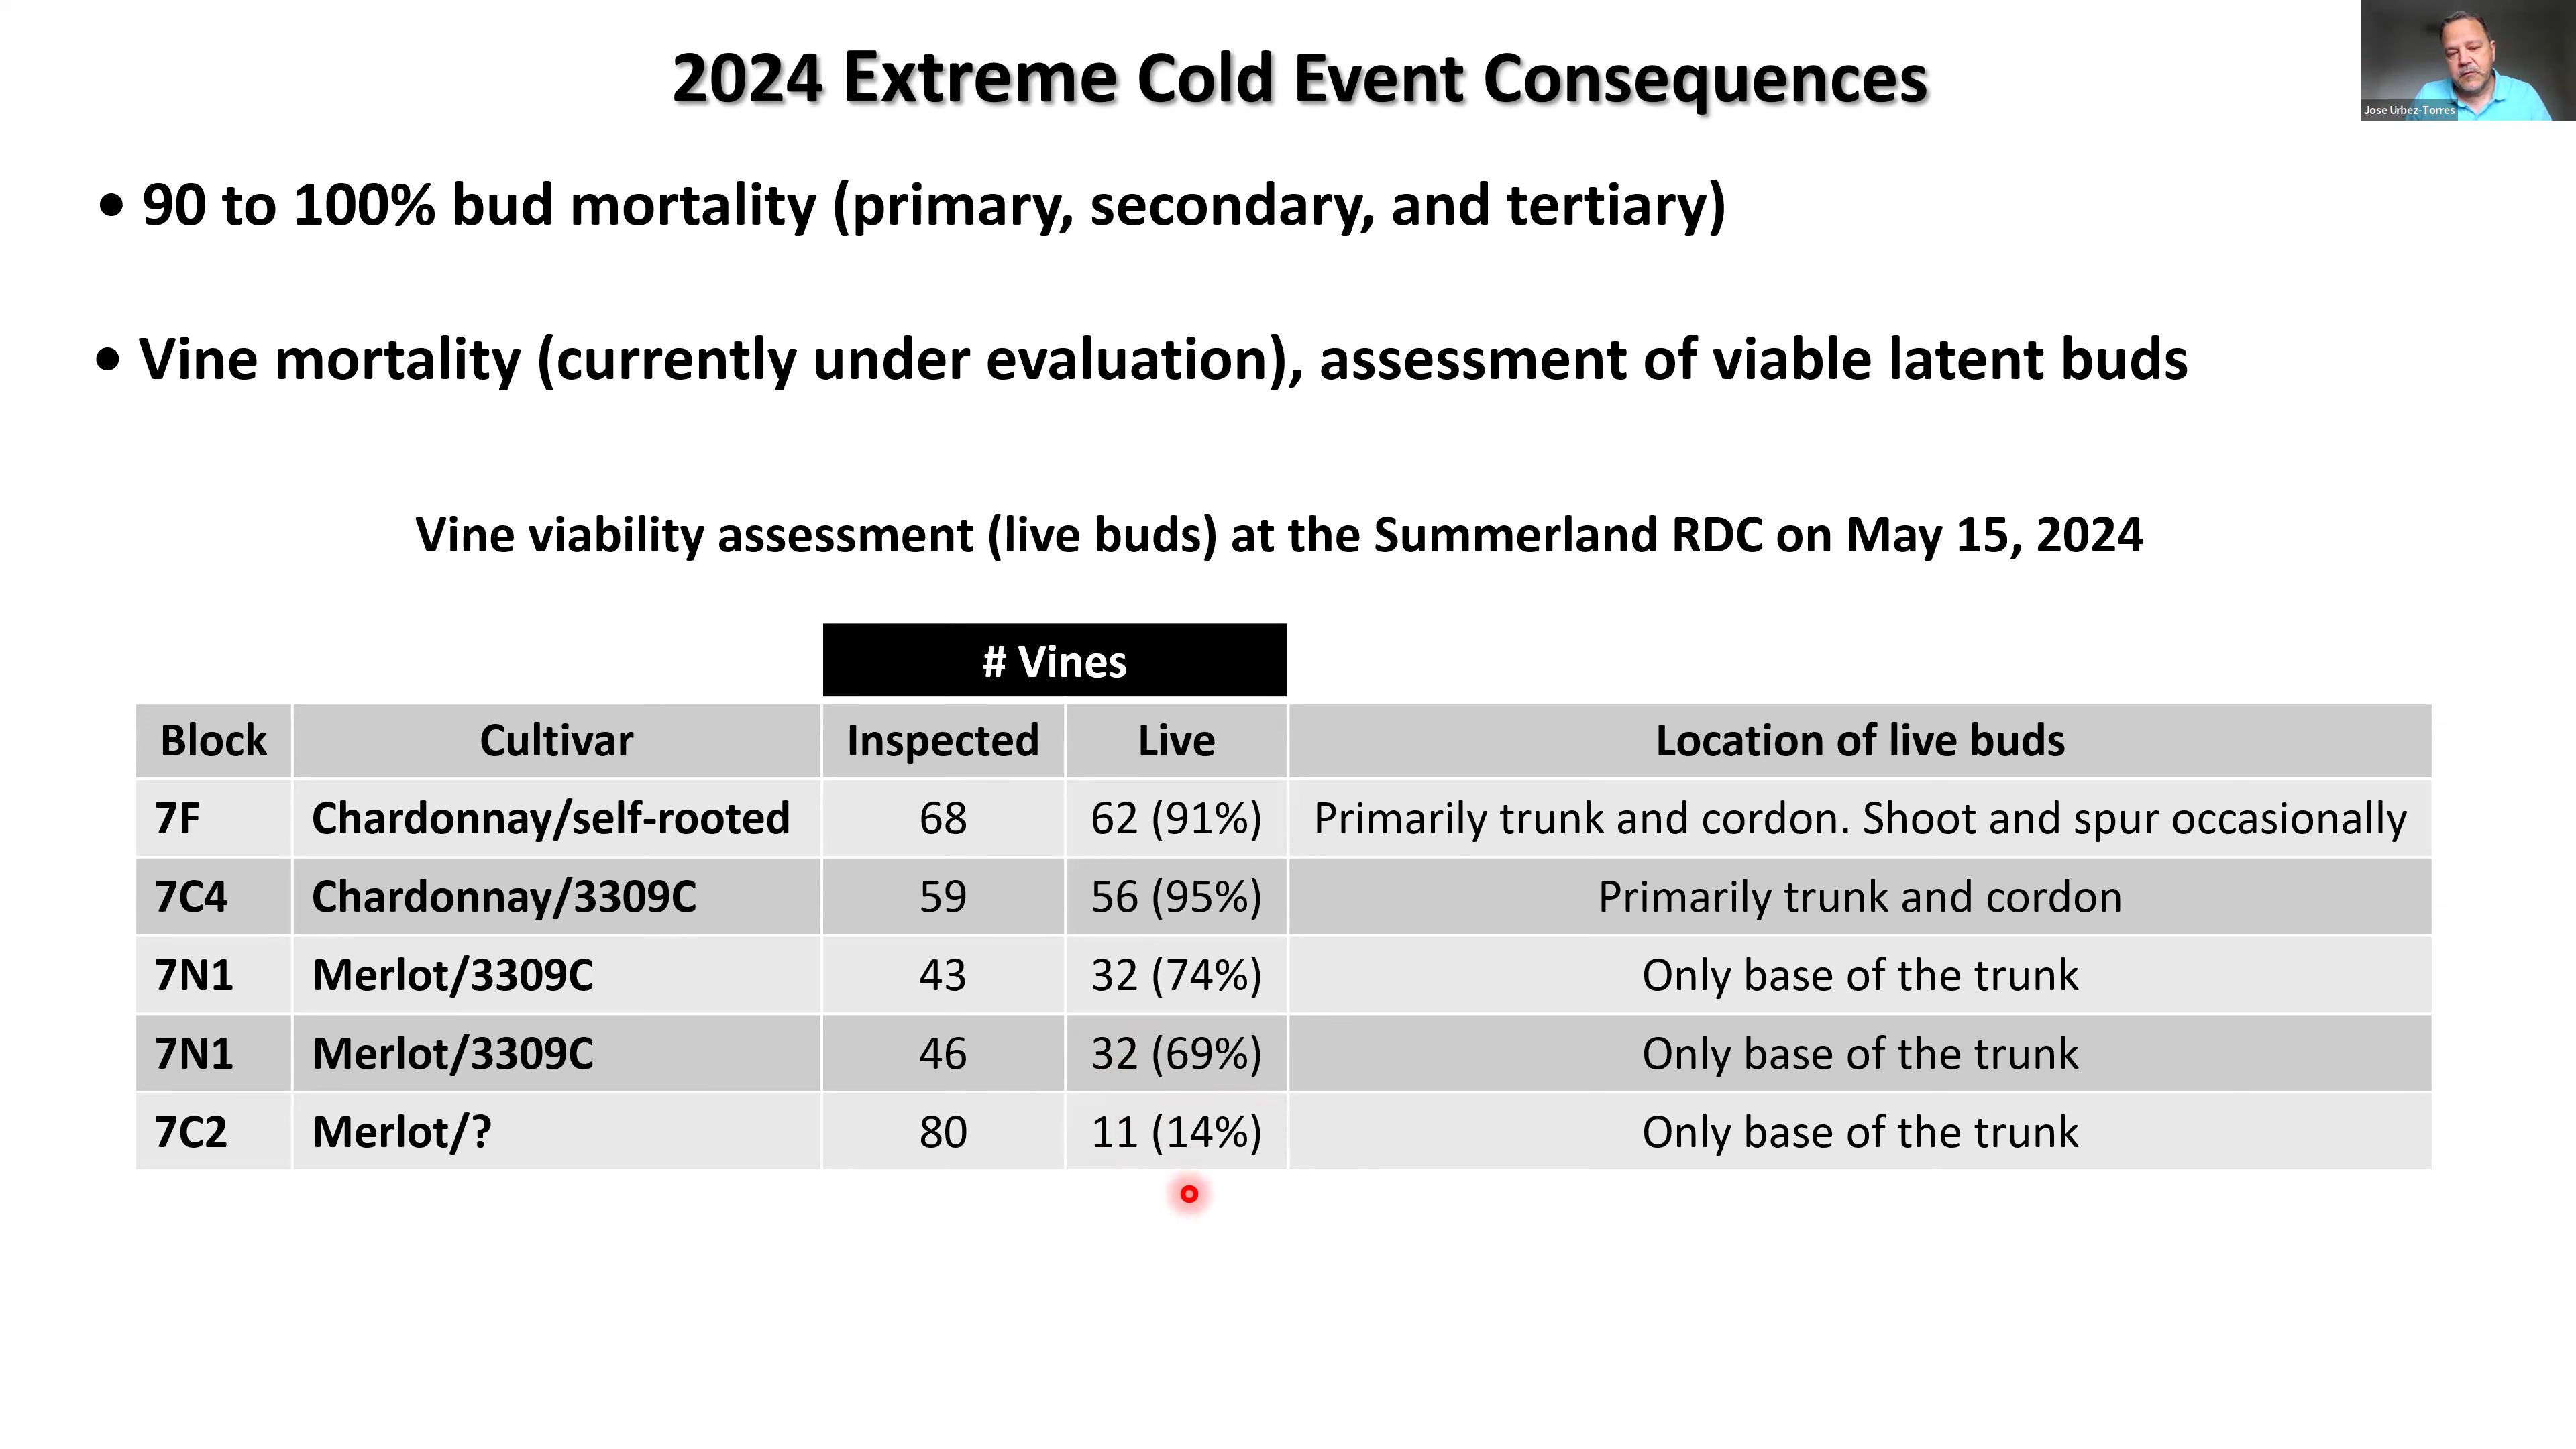 2024 Extreme Cold Event Consequences
Jose Urbez-Torres
• 90 to 100% bud mortality (primary, secondary, and tertiary)
• Vine mortality (currently under evaluation), assessment of viable latent buds
Vine viability assessment (live buds) at the Summerland RDC on May 15, 2024
# Vines
Block Cultivar Inspected Live Location of live buds
7F Chardonnay/self-rooted 68 62 (91%) Primarily trunk and cordon. Shoot and spur occasionally
7C4 Chardonnay/3309C 59 56 (95%) Primarily trunk and cordon
7N1 Merlot/3309C 43 32 (74%) Only base of the trunk
7N1 Merlot/3309C 46 32 (69%) Only base of the trunk
7C2 Merlot/? 80 11 (14%) Only base of the trunk